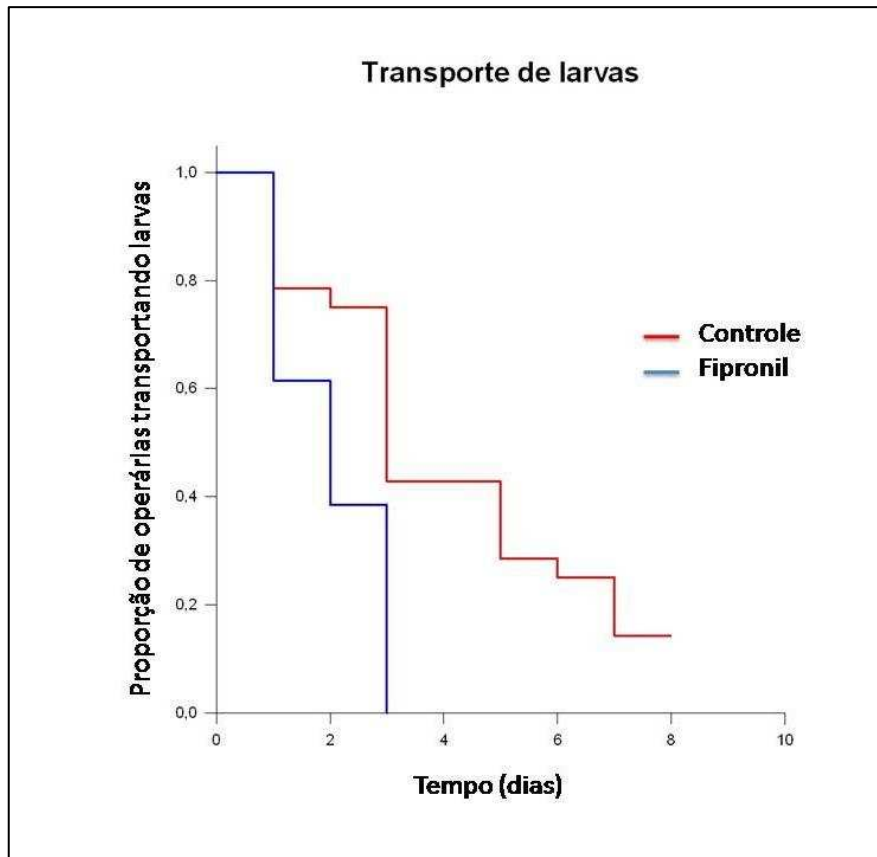 Transporte de larvas
Proporção de operárias transportando larvas
1,0
0,8
0,6
0,4
0,2
0,0
0 2 4 6 8 10
Tempo (dias)
Controle
Fipronil